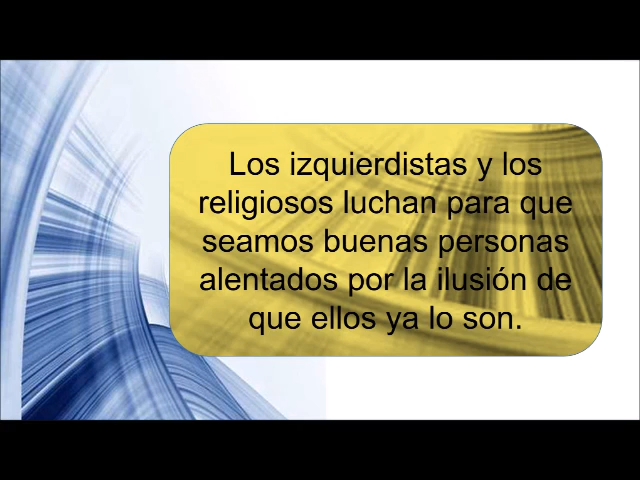 Los izquierdistas y los
religiosos luchan para que
seamos buenas personas
alentados por la ilusión de
que ellos ya lo son.